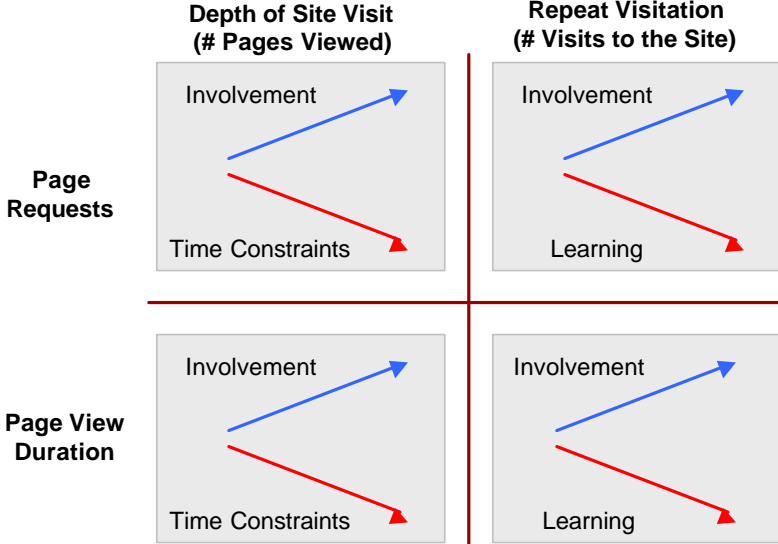 Depth of Site Visit
(# Pages Viewed)
Repeat Visitation
(# Visits to the Site)
Page
Requests
Involvement
Time Constraints
Involvement
Learning
Page View
Duration
Involvement
Time Constraints
Involvement
Learning